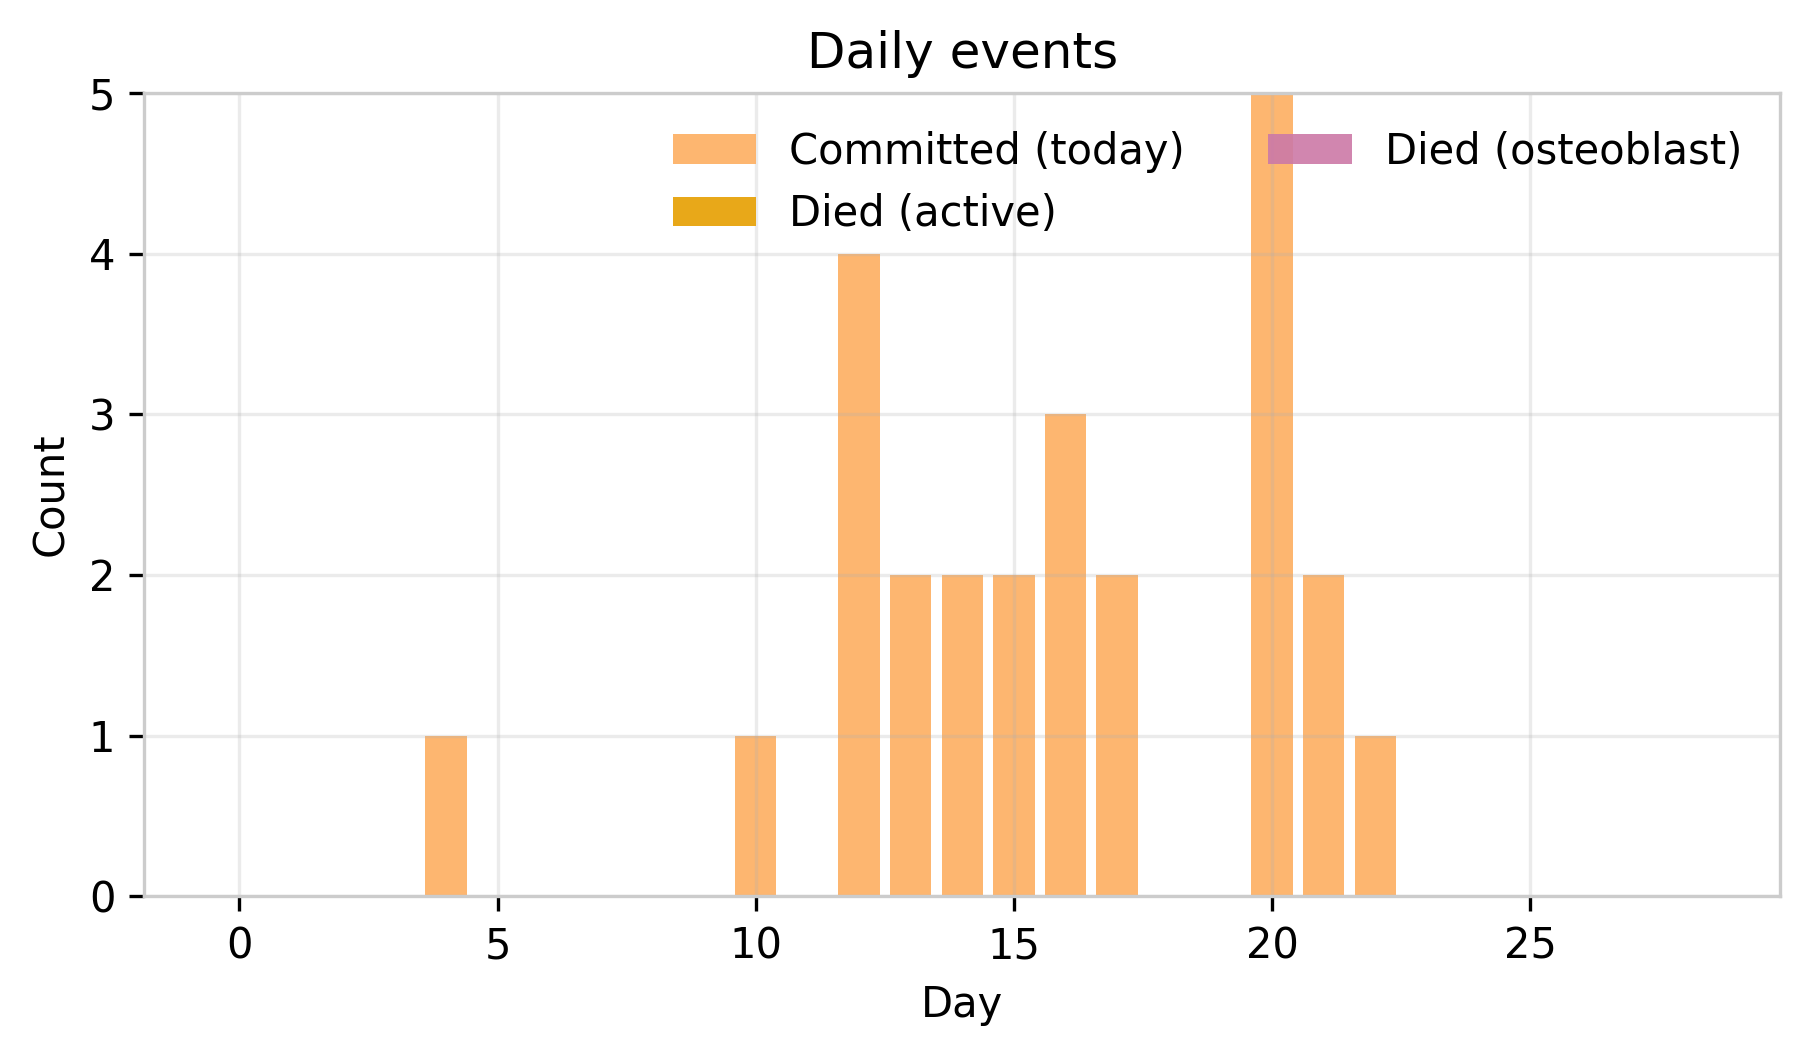 Daily events
Committed (today)
Died (active)
Died (osteoblast)
Count
5
4
3
2
1
0
0 5 10 15 20 25
Day